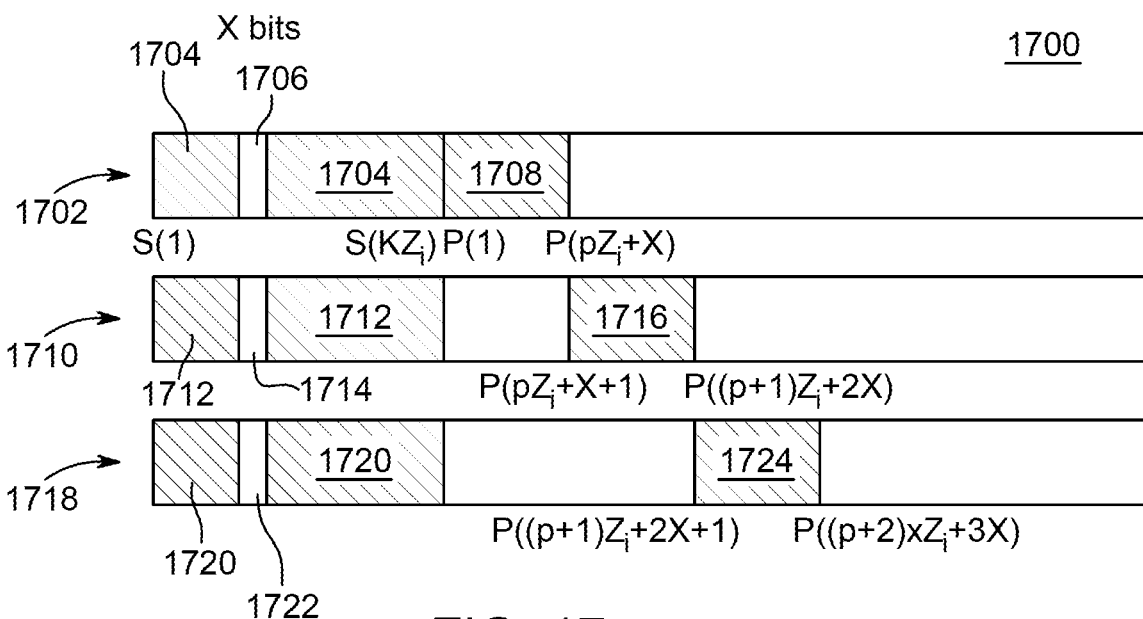 X bits
1704
1706
1700
1702
1704
1708
S(1)
S(KZi)
P(1)
P(pZi+X)
1710
1712
1716
1712
1714
P(pZi+X+1)
P((p+1)Zi+2X)
1718
1720
1724
P((p+1)Zi+2X+1)
P((p+2)xZi+3X)
1720
1722